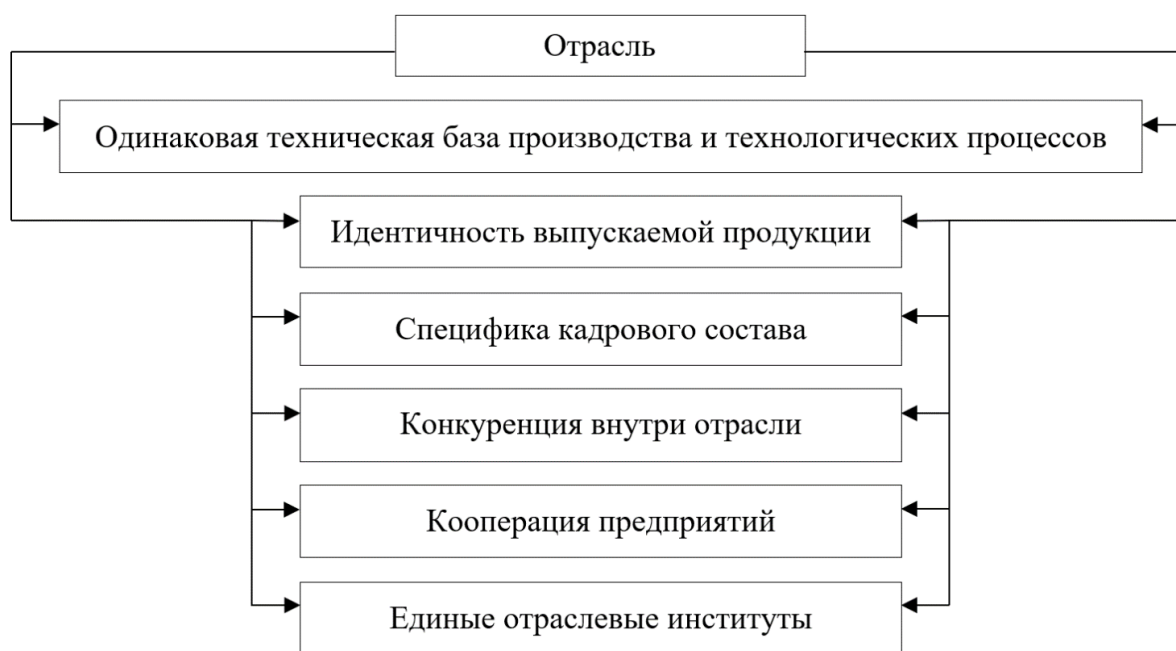 Отрасль
Одинаковая техническая база производства и технологических процессов
Идентичность выпускаемой продукции
Специфика кадрового состава
Конкуренция внутри отрасли
Кооперация предприятий
Единые отраслевые институты